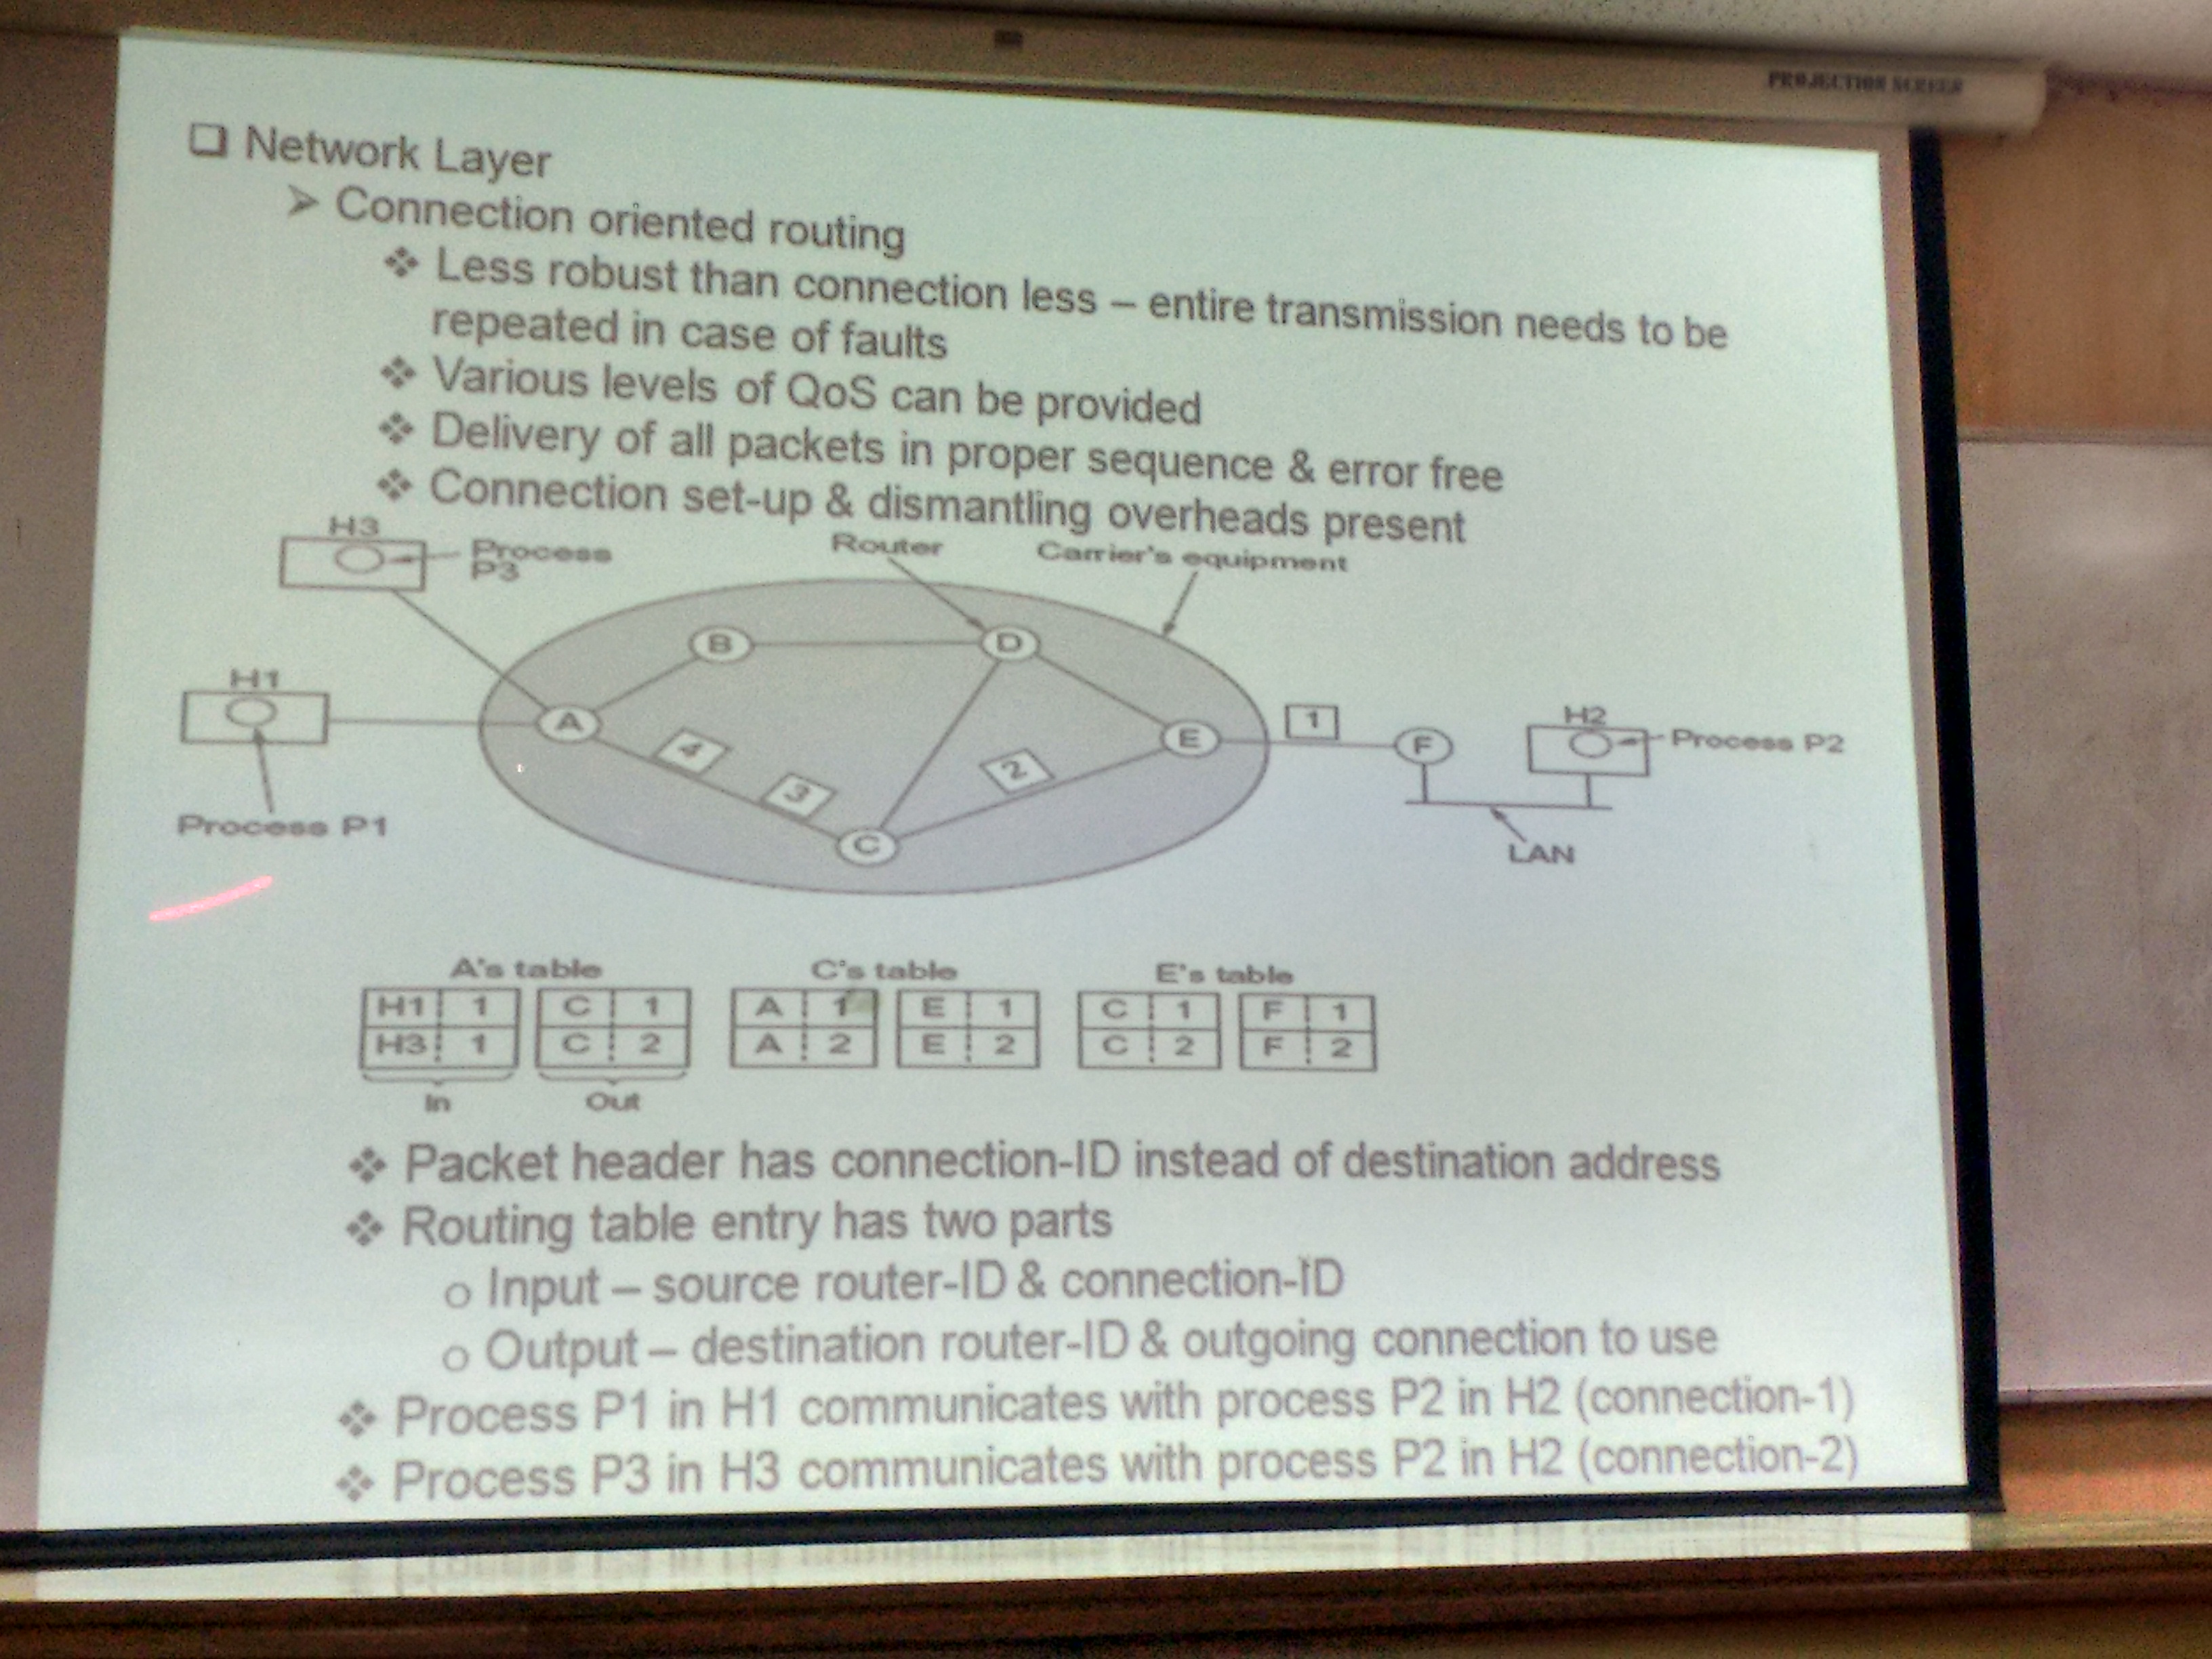 PROJECTION SCREEN
❑ Network Layer
➢ Connection oriented routing
❖ Less robust than connection less – entire transmission needs to be
repeated in case of faults
❖ Various levels of QoS can be provided
❖ Delivery of all packets in proper sequence & error free
❖ Connection set-up & dismantling overheads present
H3
Process
P3
Router
Carrier's equipment
B
D
H1
A
4
3
2
E
1
F
H2
Process P2
Process P1
C
LAN
A's table
C's table
E's table
H1 1 C 1 A 1 E 1 C 1 F 1
H3 1 C 2 A 2 E 2 C 2 F 2
In
Out
❖ Packet header has connection-ID instead of destination address
❖ Routing table entry has two parts
o Input – source router-ID & connection-ID
o Output – destination router-ID & outgoing connection to use
❖ Process P1 in H1 communicates with process P2 in H2 (connection-1)
❖ Process P3 in H3 communicates with process P2 in H2 (connection-2)